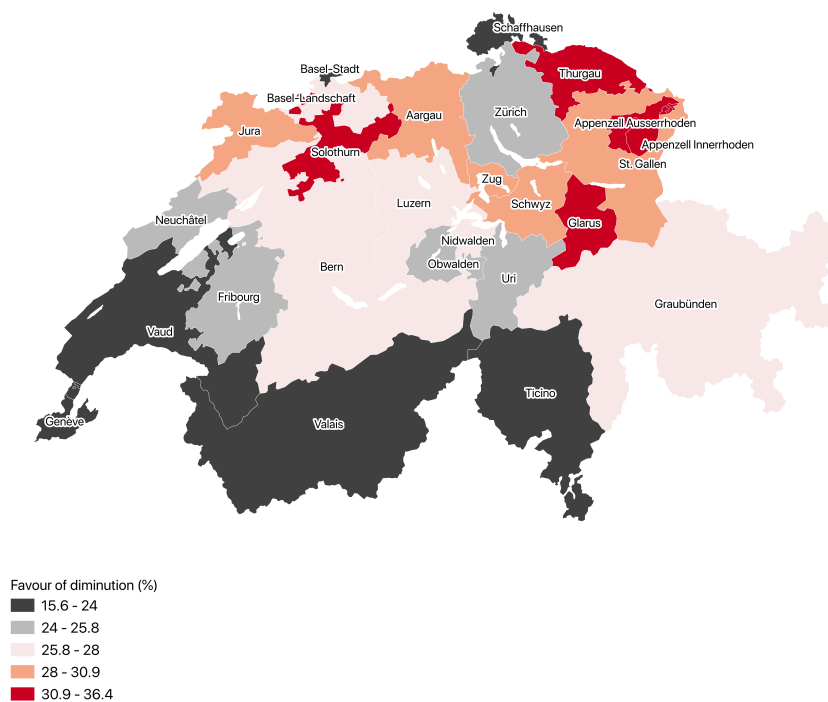 Schaffhausen
Basel-Stadt
Thurgau
Basel-Landschaft
Aargau
Zürich
Jura
Appenzell Ausserrhoden
Appenzell Innerrhoden
Solothurn
St. Gallen
Zug
Luzern
Schwyz
Neuchâtel
Glarus
Nidwalden
Bern
Obwalden
Uri
Fribourg
Graubünden
Vaud
Ticino
Genève
Valais
Favour of diminution (%)
15.6 - 24
24 - 25.8
25.8 - 28
28 - 30.9
30.9 - 36.4